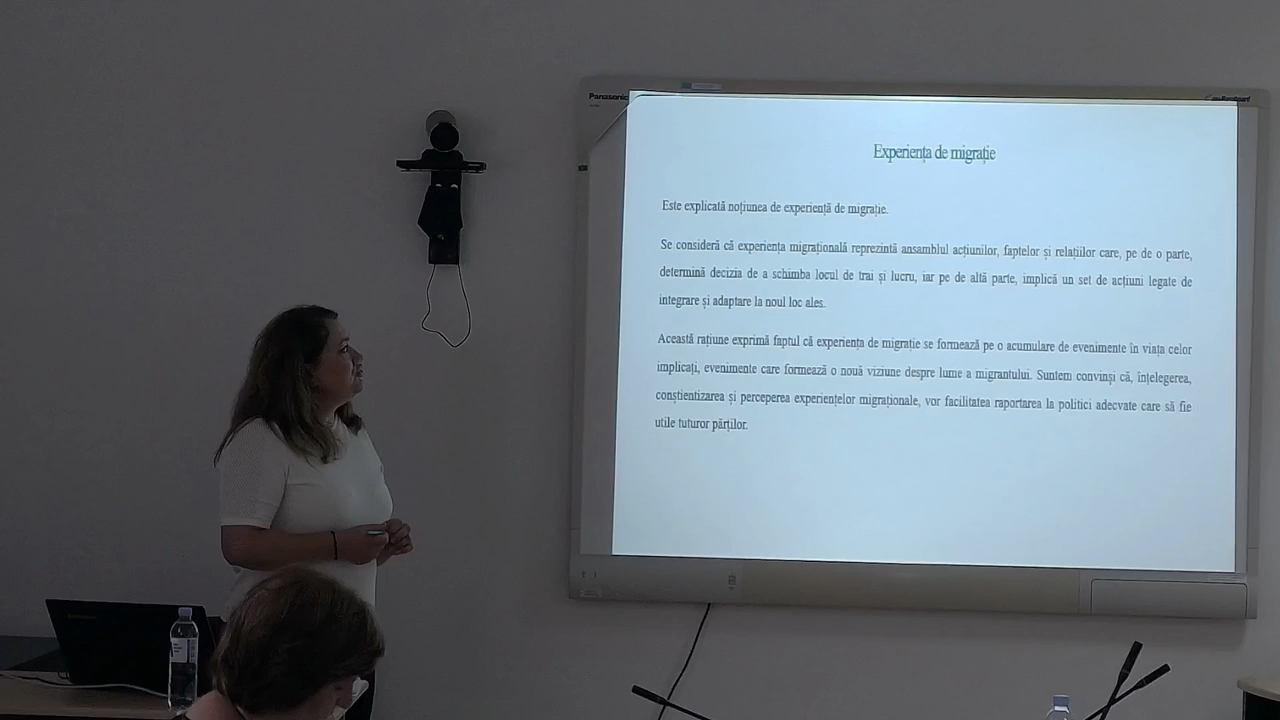 Panasonic
Experiența de migrație
Este explicată noțiunea de experiență de migrație.
Se consideră că experiența migrațională reprezintă ansamblul acțiunilor, faptelor și relațiilor care, pe de o parte,
determină decizia de a schimba locul de trai și lucru, iar pe de altă parte, implică un set de acțiuni legate de
integrare și adaptare la noul loc ales.
Această rațiune exprimă faptul că experiența de migrație se formează pe o acumulare de evenimente în viața celor
implicați, evenimente care formează o nouă viziune despre lume a migrantului. Suntem convinși că, înțelegerea,
conștientizarea și perceperea experiențelor migraționale, vor facilitatea raportarea la politici adecvate care să fie
utile tuturor părților.